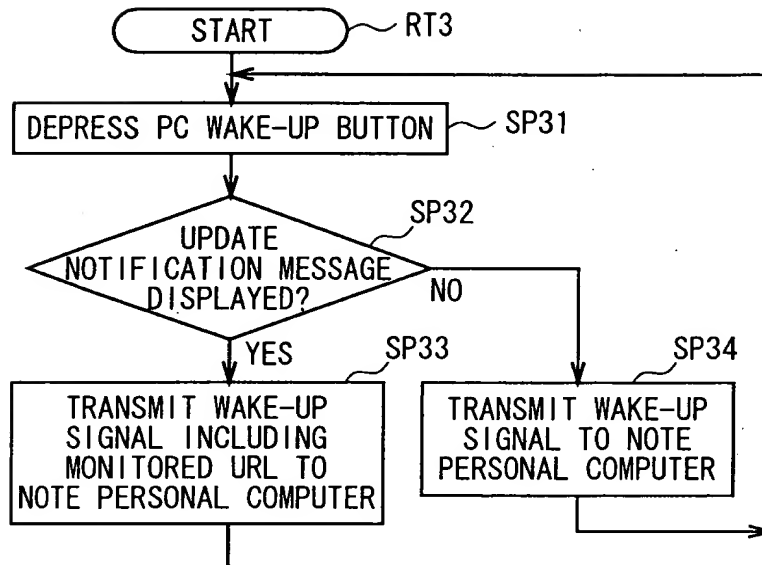 START
RT3
DEPRESS PC WAKE-UP BUTTON
SP31
SP32
UPDATE
NOTIFICATION MESSAGE
DISPLAYED?
NO
YES
SP33
TRANSMIT WAKE-UP
SIGNAL INCLUDING
MONITORED URL TO
NOTE PERSONAL COMPUTER
SP34
TRANSMIT WAKE-UP
SIGNAL TO NOTE
PERSONAL COMPUTER